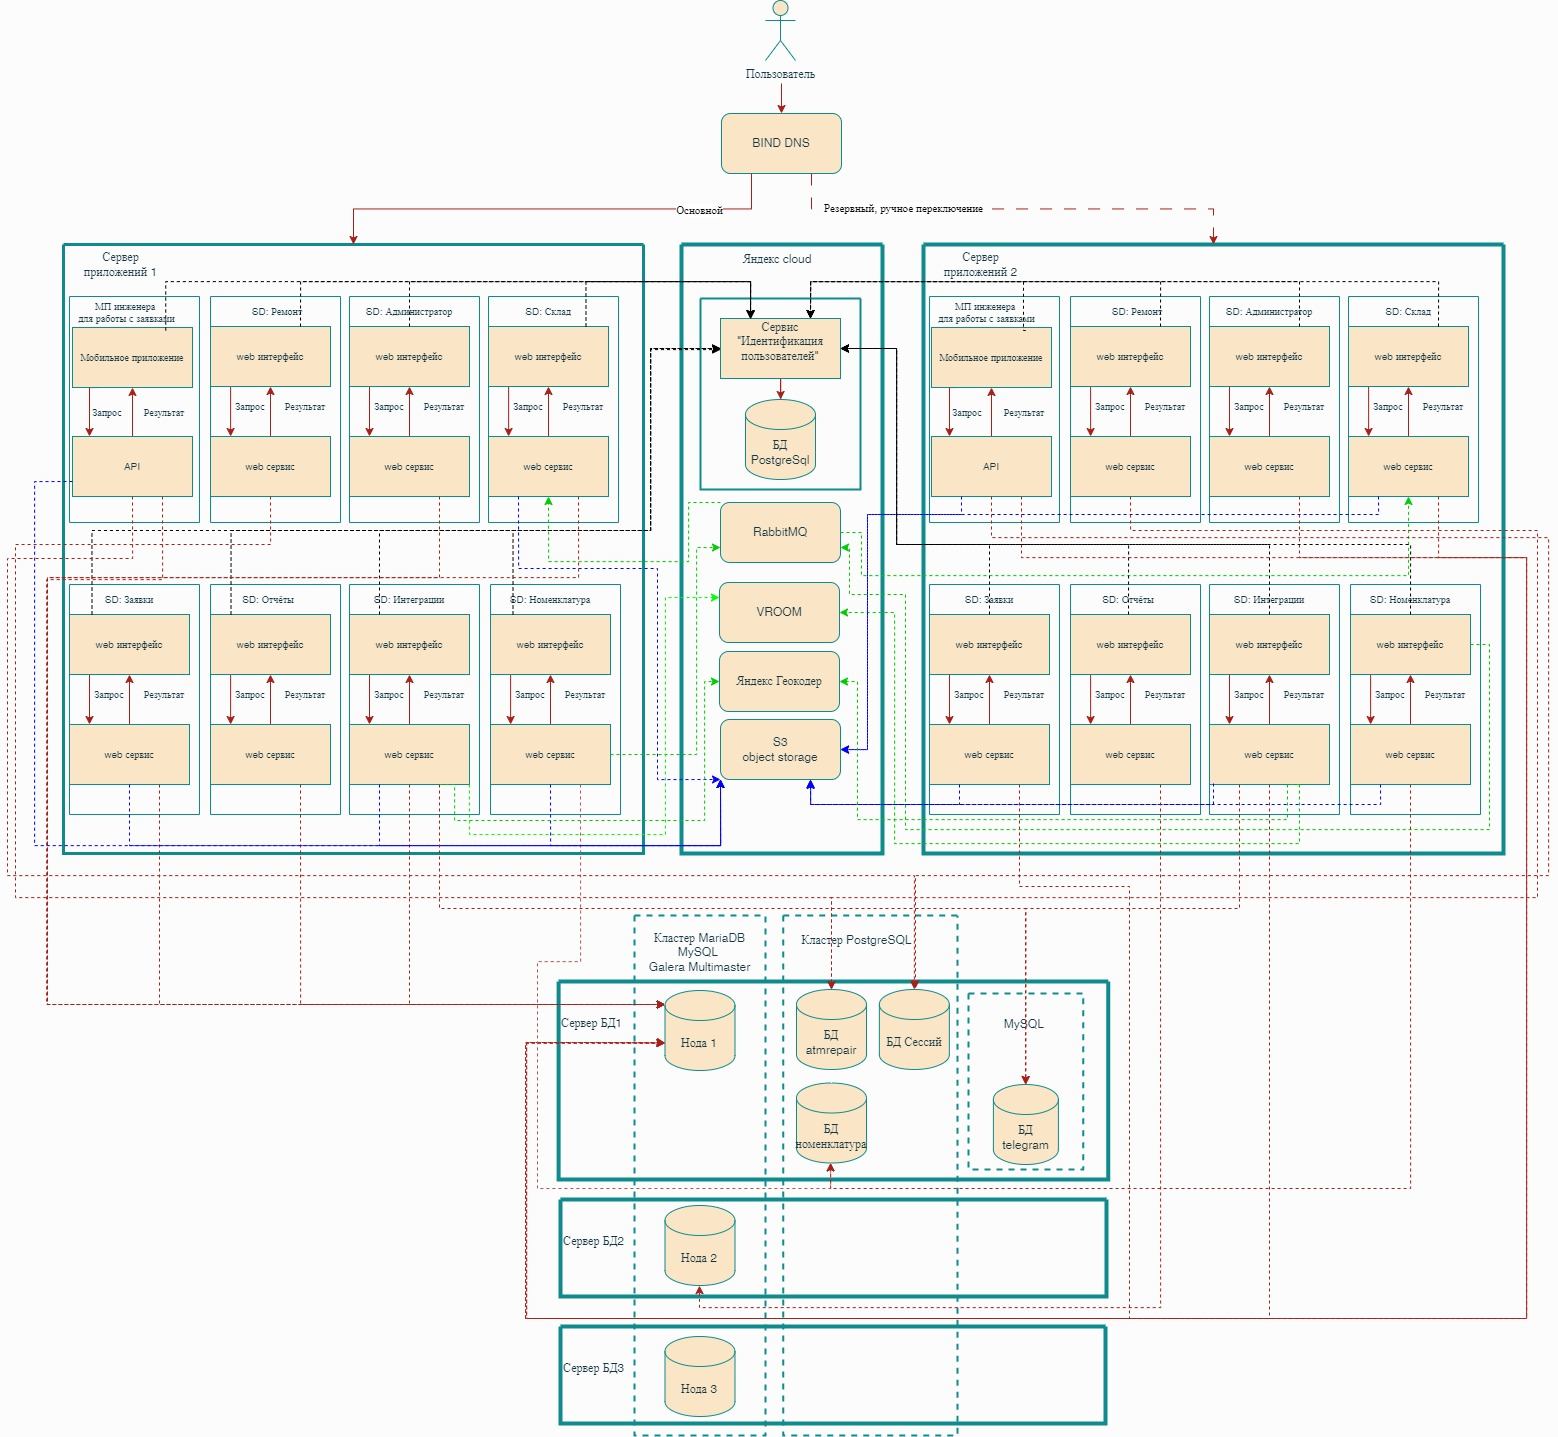 Пользователь
BIND DNS
Основной
Резервный, ручное переключение
Сервер
приложений 1
МП инженера
для работы с заявками
Мобильное приложение
Запрос
Результат
API
SD: Ремонт
web интерфейс
Запрос
Результат
web сервис
SD: Администратор
web интерфейс
Запрос
Результат
web сервис
SD: Склад
web интерфейс
Запрос
Результат
web сервис
SD: Заявки
web интерфейс
Запрос
Результат
web сервис
SD: Отчёты
web интерфейс
Запрос
Результат
web сервис
SD: Интеграции
web интерфейс
Запрос
Результат
web сервис
SD: Номенклатура
web интерфейс
Запрос
Результат
web сервис
Яндекс cloud
Сервис
"Идентификация
пользователей"
БД
PostgreSql
RabbitMQ
VROOM
Яндекс Геокодер
S3
object storage
Сервер
приложений 2
МП инженера
для работы с заявками
Мобильное приложение
Запрос
Результат
API
SD: Ремонт
web интерфейс
Запрос
Результат
web сервис
SD: Администратор
web интерфейс
Запрос
Результат
web сервис
SD: Склад
web интерфейс
Запрос
Результат
web сервис
SD: Заявки
web интерфейс
Запрос
Результат
web сервис
SD: Отчёты
web интерфейс
Запрос
Результат
web сервис
SD: Интеграции
web интерфейс
Запрос
Результат
web сервис
SD: Номенклатура
web интерфейс
Запрос
Результат
web сервис
Кластер MariaDB
MySQL
Galera Multimaster
Кластер PostgreSQL
Сервер БД1
Нода 1
БД
atmrepair
БД Сессий
MySQL
БД
номенклатура
БД
telegram
Сервер БД2
Нода 2
Сервер БД3
Нода 3